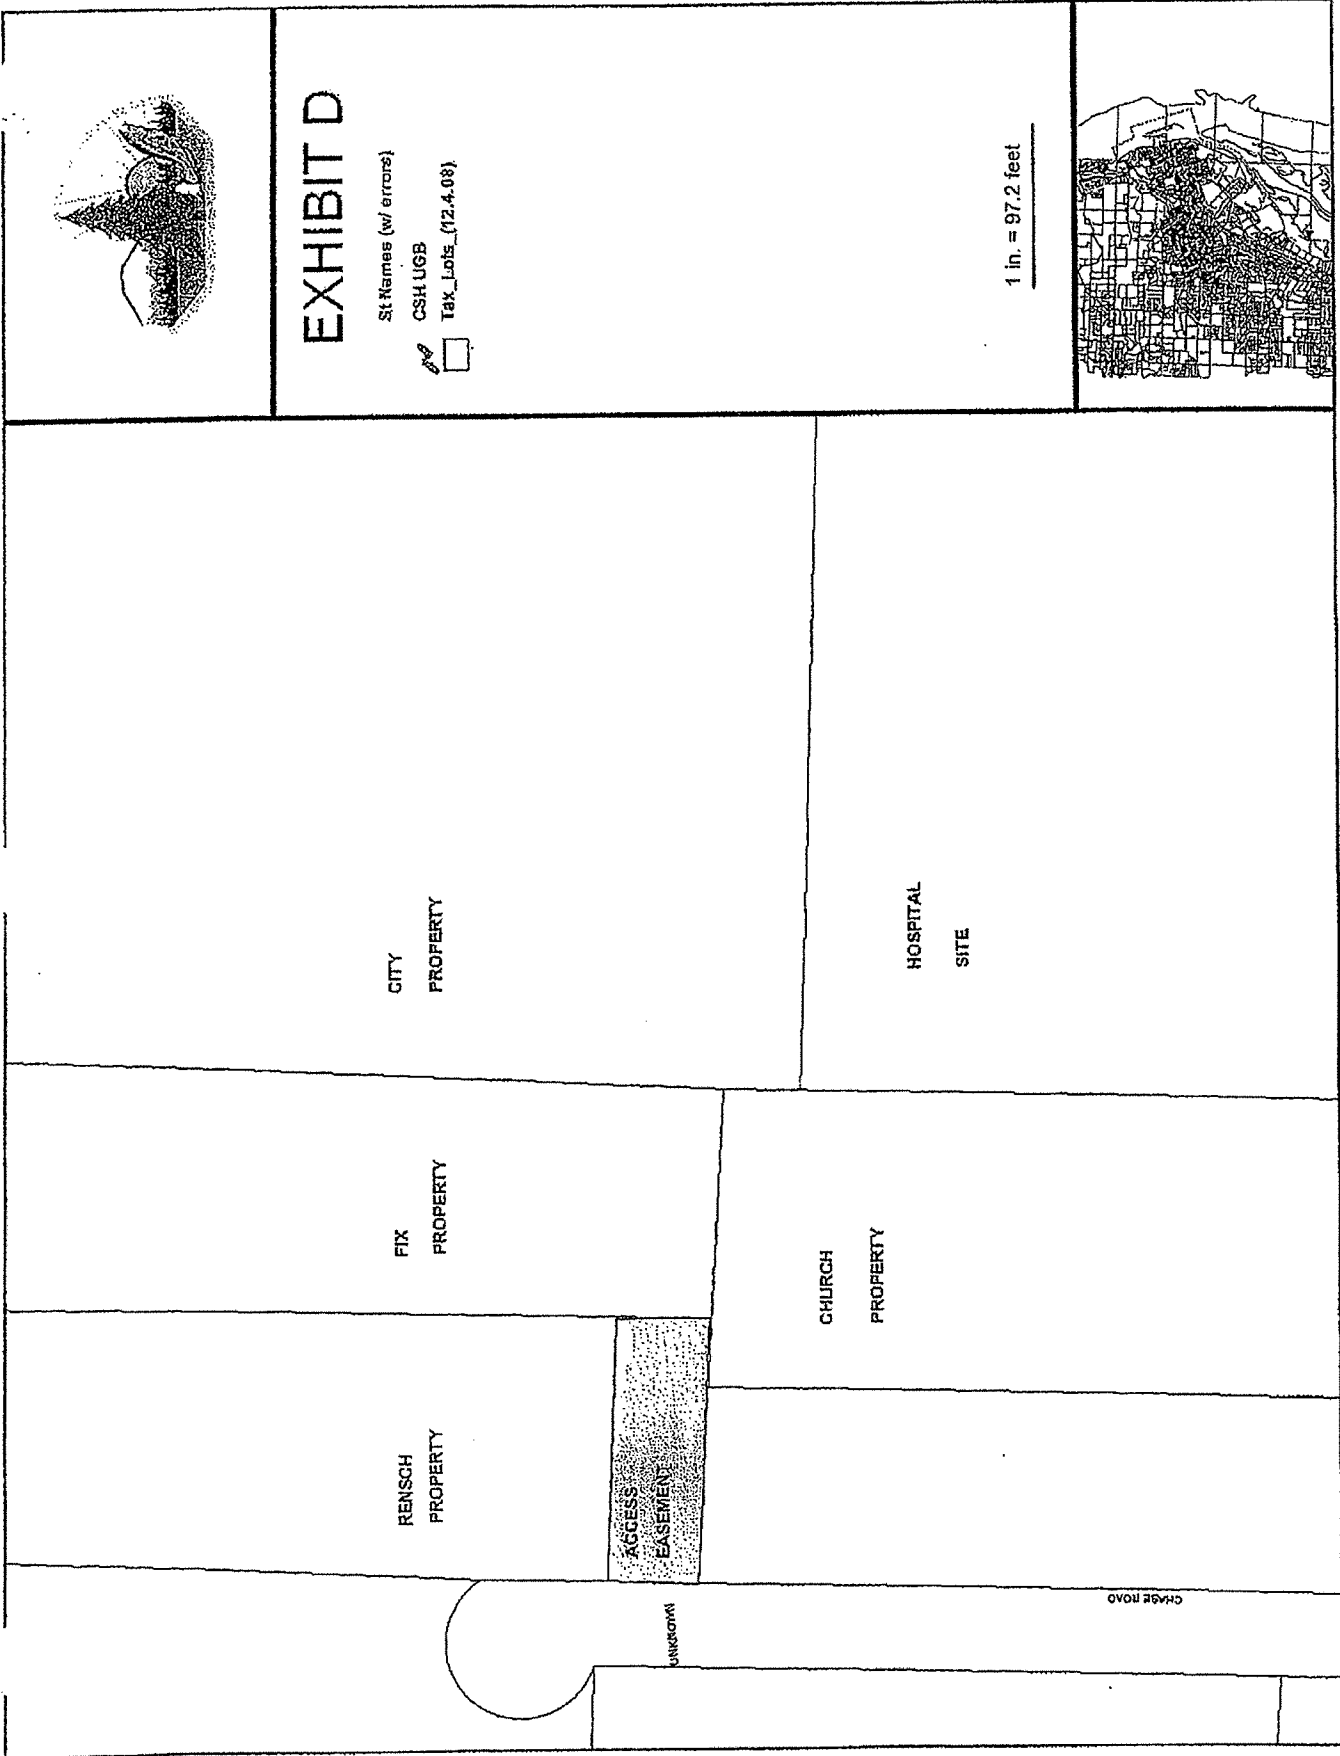 EXHIBIT D
St Names (w/ errors)
CSH UGB
Tax_Lots_(12.4.08)
1 in. = 97.2 feet
CITY
PROPERTY
HOSPITAL
SITE
FIX
PROPERTY
CHURCH
PROPERTY
RENSCH
PROPERTY
ACCESS
EASEMENT
UNKNOWN
CHASE ROAD